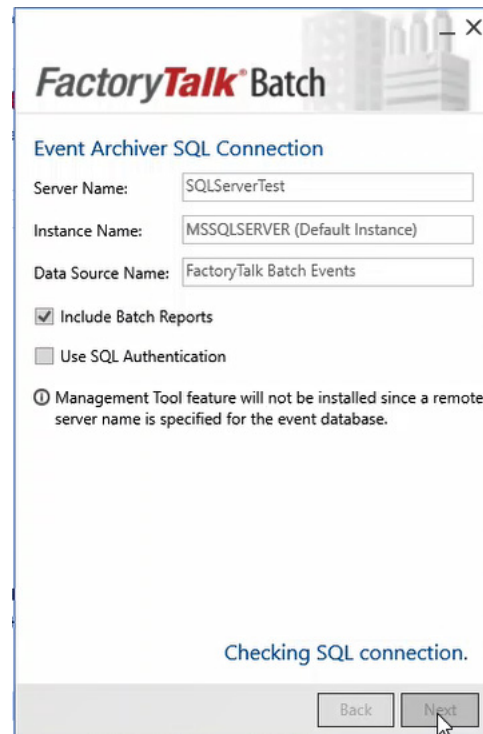 FactoryTalk® Batch
Event Archiver SQL Connection
Server Name: SQLServerTest
Instance Name: MSSQLSERVER (Default Instance)
Data Source Name: FactoryTalk Batch Events
Include Batch Reports
Use SQL Authentication
Management Tool feature will not be installed since a remote
server name is specified for the event database.
Checking SQL connection.
Back Next